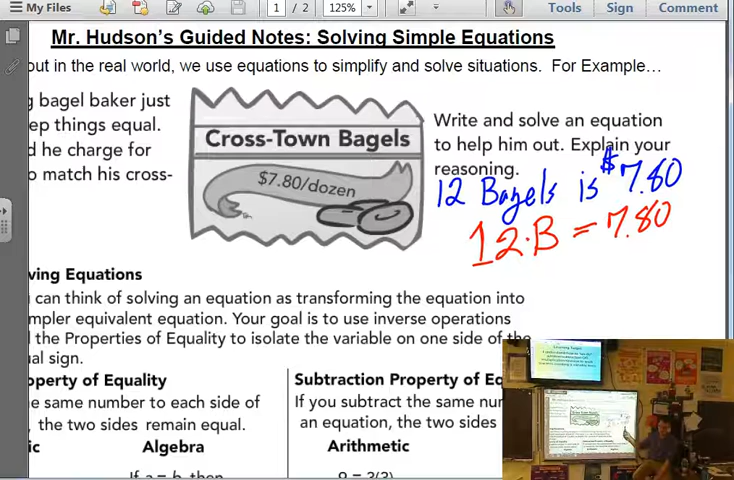 My Files
1 / 2
125%
Tools
Sign
Comment
Mr. Hudson's Guided Notes: Solving Simple Equations
out in the real world, we use equations to simplify and solve situations. For Example…
g bagel baker just
ep things equal.
d he charge for
o match his cross-
Cross-Town Bagels
$7.80/dozen
Write and solve an equation
to help him out. Explain your
reasoning.
12 Bagels is $7.80
12·B = 7.80
ving Equations
can think of solving an equation as transforming the equation into
mpler equivalent equation. Your goal is to use inverse operations
the Properties of Equality to isolate the variable on one side of the
al sign.
operty of Equality
e same number to each side of
, the two sides remain equal.
ic
Algebra
If a = b, then
Subtraction Property of Eq
If you subtract the same nu
an equation, the two sides
Arithmetic
9 = 3(3)